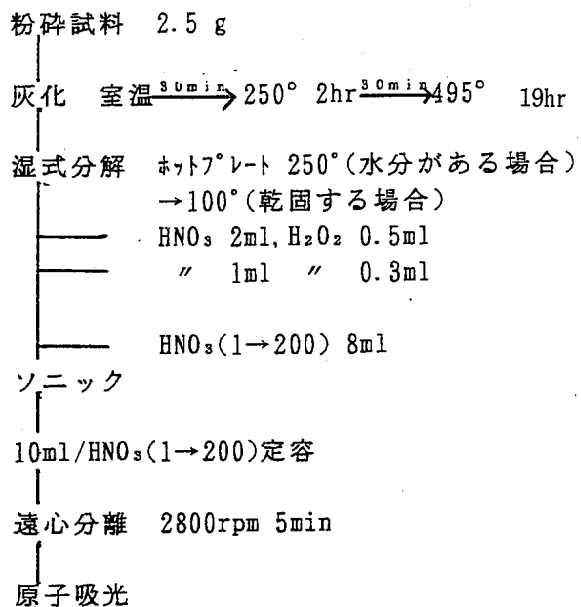 粉砕試料 2.5 g
灰化 室温 30min→ 250° 2hr 30min→ 495° 19hr
湿式分解 ﾎｯﾄﾌﾟﾚｰﾄ 250°(水分がある場合)
→100°(乾固する場合)
HNO₃ 2ml, H₂O₂ 0.5ml
〃 1ml 〃 0.3ml
HNO₃(1→200) 8ml
ソニック
10ml/HNO₃(1→200)定容
遠心分離 2800rpm 5min
原子吸光